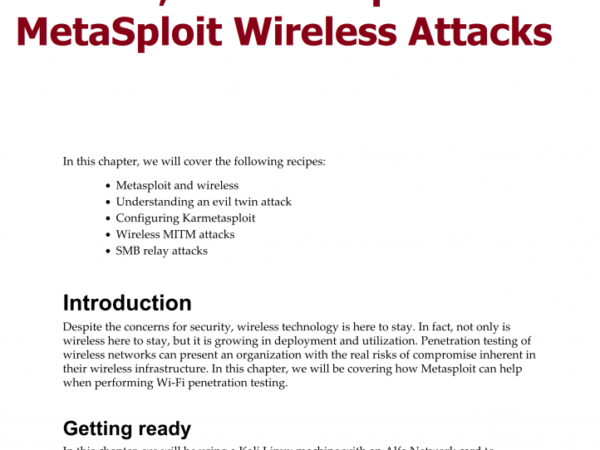 MetaSploit Wireless Attacks
In this chapter, we will cover the following recipes:
• Metasploit and wireless
• Understanding an evil twin attack
• Configuring Karmetasploit
• Wireless MITM attacks
• SMB relay attacks
Introduction
Despite the concerns for security, wireless technology is here to stay. In fact, not only is
wireless here to stay, but it is growing in deployment and utilization. Penetration testing of
wireless networks can present an organization with the real risks of compromise inherent in
their wireless infrastructure. In this chapter, we will be covering how Metasploit can help
when performing Wi-Fi penetration testing.
Getting ready